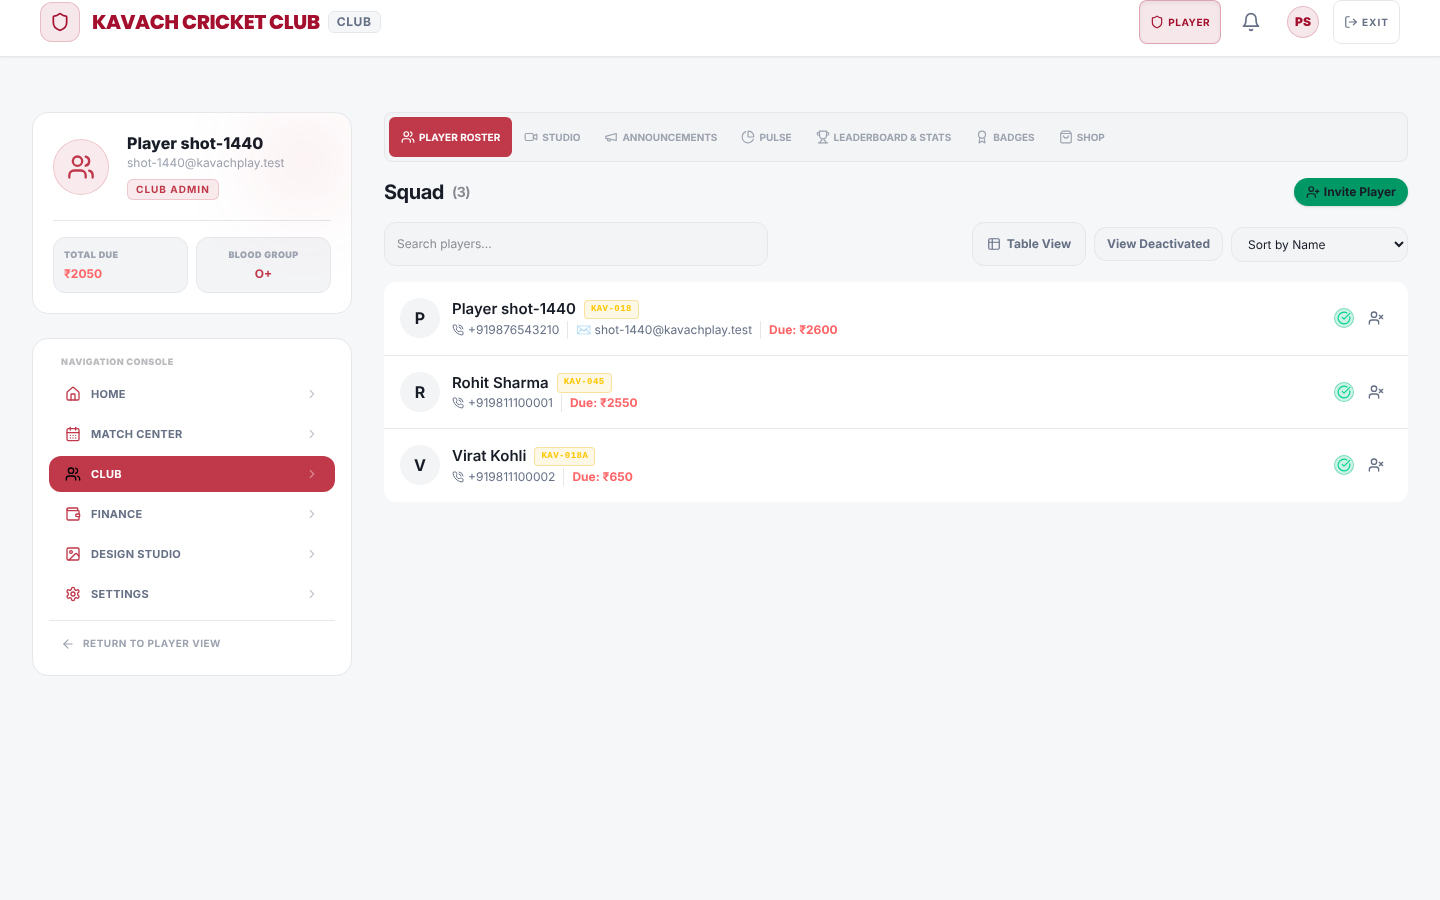 KAVACH CRICKET CLUB CLUB
PLAYER
PS
EXIT
Player shot-1440
shot-1440@kavachplay.test
CLUB ADMIN
TOTAL DUE
₹2050
BLOOD GROUP
O+
NAVIGATION CONSOLE
HOME
MATCH CENTER
CLUB
FINANCE
DESIGN STUDIO
SETTINGS
RETURN TO PLAYER VIEW
PLAYER ROSTER STUDIO ANNOUNCEMENTS PULSE LEADERBOARD & STATS BADGES SHOP
Squad (3)
Invite Player
Search players...
Table View
View Deactivated
Sort by Name
P
Player shot-1440 KAV-019
+919876543210 shot-1440@kavachplay.test Due: ₹2600
R
Rohit Sharma KAV-045
+919811100001 Due: ₹2550
V
Virat Kohli KAV-018A
+919811100002 Due: ₹650